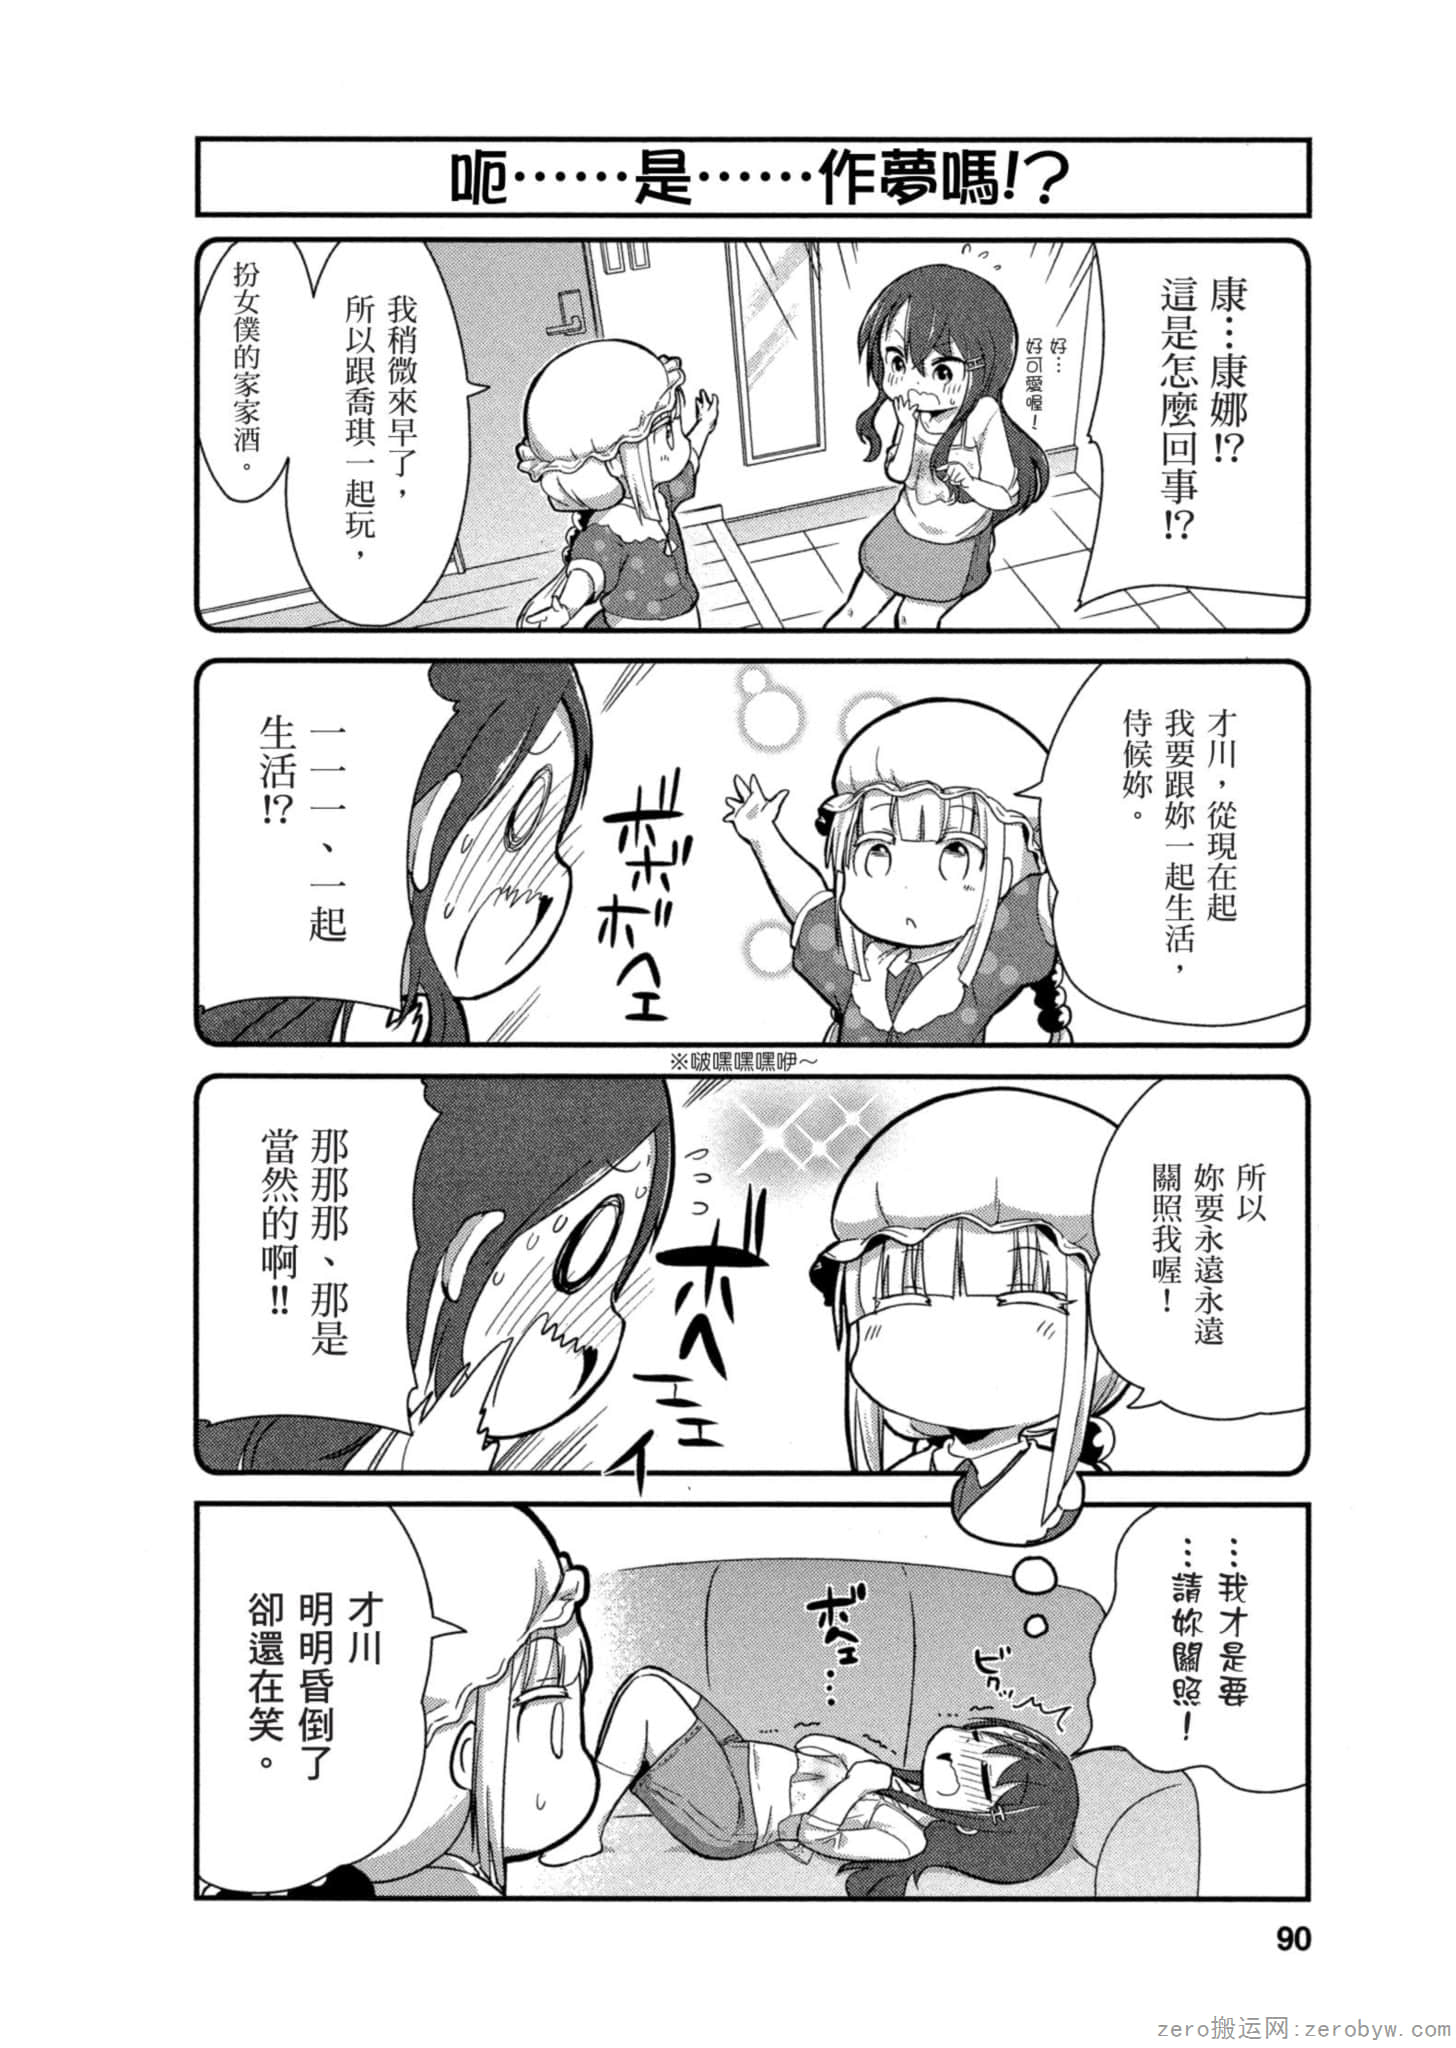 呃……是……作夢嗎!?
康…康娜!?
這是怎麼回事!?
好…
好可愛喔！
我稍微來早了，
所以跟喬琪一起玩，
扮女僕的家家酒。
才川，從現在起
我要跟妳一起生活，
侍候妳。
ボボボボヘェ
一一一、一起
生活!?
※啵嘿嘿嘿咿～
所以
妳要永遠永遠
關照我喔！
ボヘェェェイ
那那那、那是
當然的啊!!
…我才是要
…請妳關照！
ビクッ
ボヘェ…
才川
明明昏倒了
卻還在笑。
90
zero搬运网:zerobyw.com